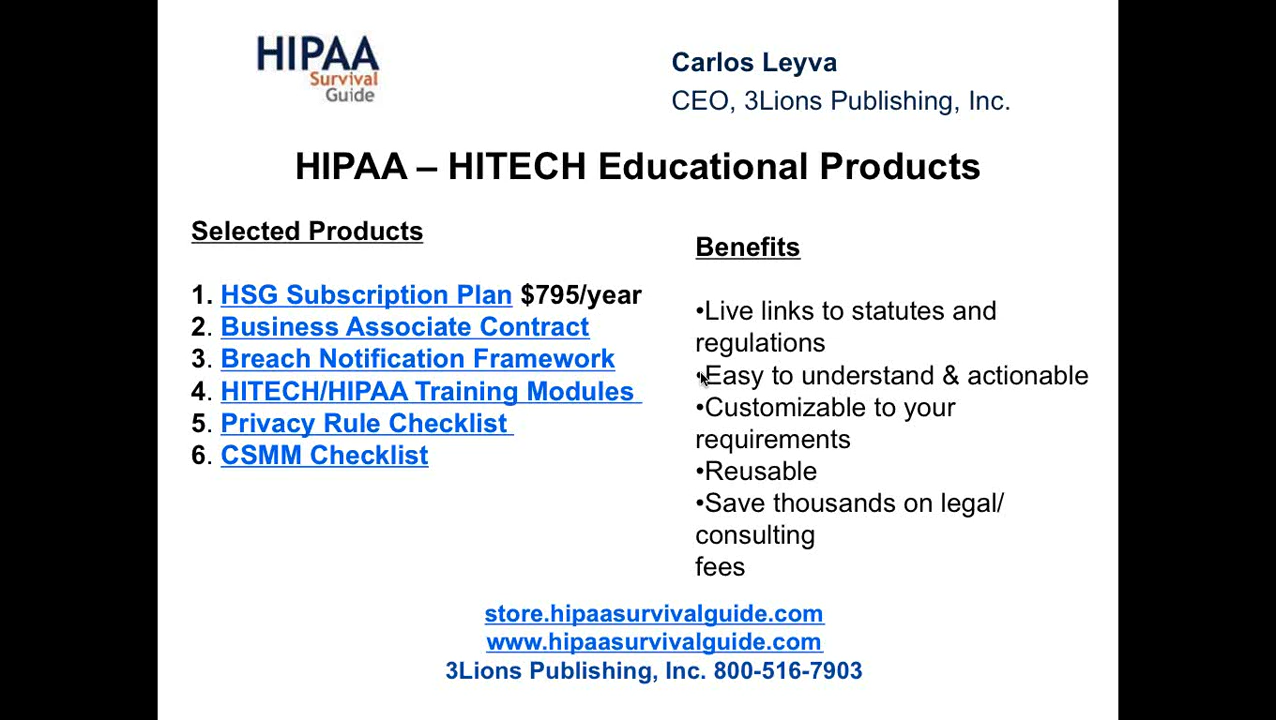 HIPAA
Survival
Guide
Carlos Leyva
CEO, 3Lions Publishing, Inc.
HIPAA – HITECH Educational Products
Selected Products
1. HSG Subscription Plan $795/year
2. Business Associate Contract
3. Breach Notification Framework
4. HITECH/HIPAA Training Modules
5. Privacy Rule Checklist
6. CSMM Checklist
Benefits
•Live links to statutes and
regulations
•Easy to understand & actionable
•Customizable to your
requirements
•Reusable
•Save thousands on legal/
consulting
fees
store.hipaasurvivalguide.com
www.hipaasurvivalguide.com
3Lions Publishing, Inc. 800-516-7903